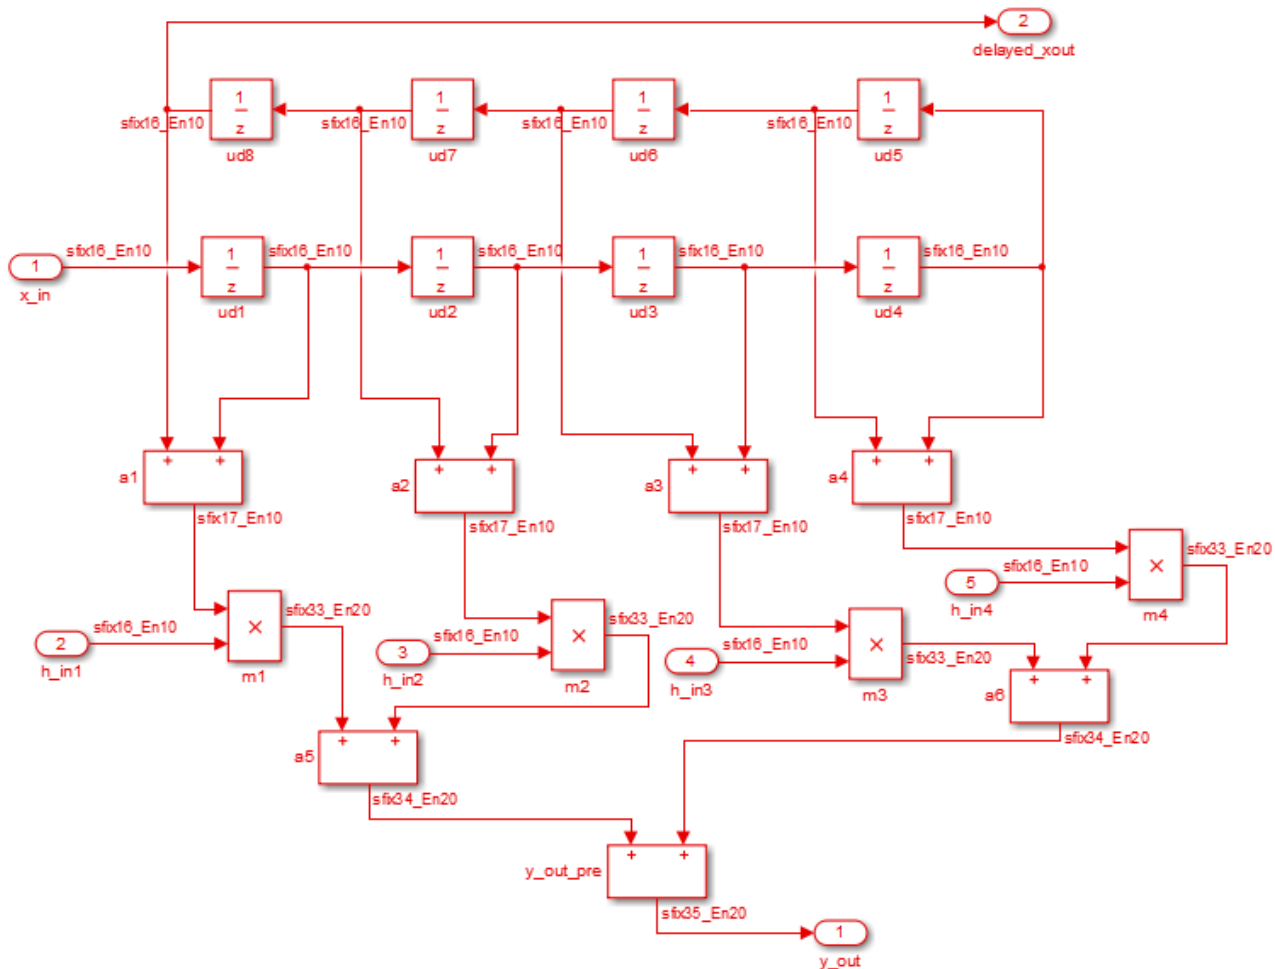 2
delayed_xout
1
z
1
z
1
z
1
z
sfix16_En10
sfix16_En10
sfix16_En10
sfix16_En10
ud8
ud7
ud6
ud5
sfix16_En10
sfix16_En10
sfix16_En10
sfix16_En10
sfix16_En10
1
x_in
1
z
1
z
1
z
1
z
ud1
ud2
ud3
ud4
+ +
a1
+ +
a2
+ +
a3
+ +
a4
sfix17_En10
sfix17_En10
sfix17_En10
sfix17_En10
sfix33_En20
×
m4
sfix16_En10
5
h_in4
sfix33_En20
×
m1
sfix16_En10
2
h_in1
sfix33_En20
×
m2
sfix16_En10
3
h_in2
×
m3
sfix33_En20
sfix16_En10
4
h_in3
+ +
a6
sfix34_En20
+ +
a5
sfix34_En20
+ +
y_out_pre
sfix35_En20
1
y_out